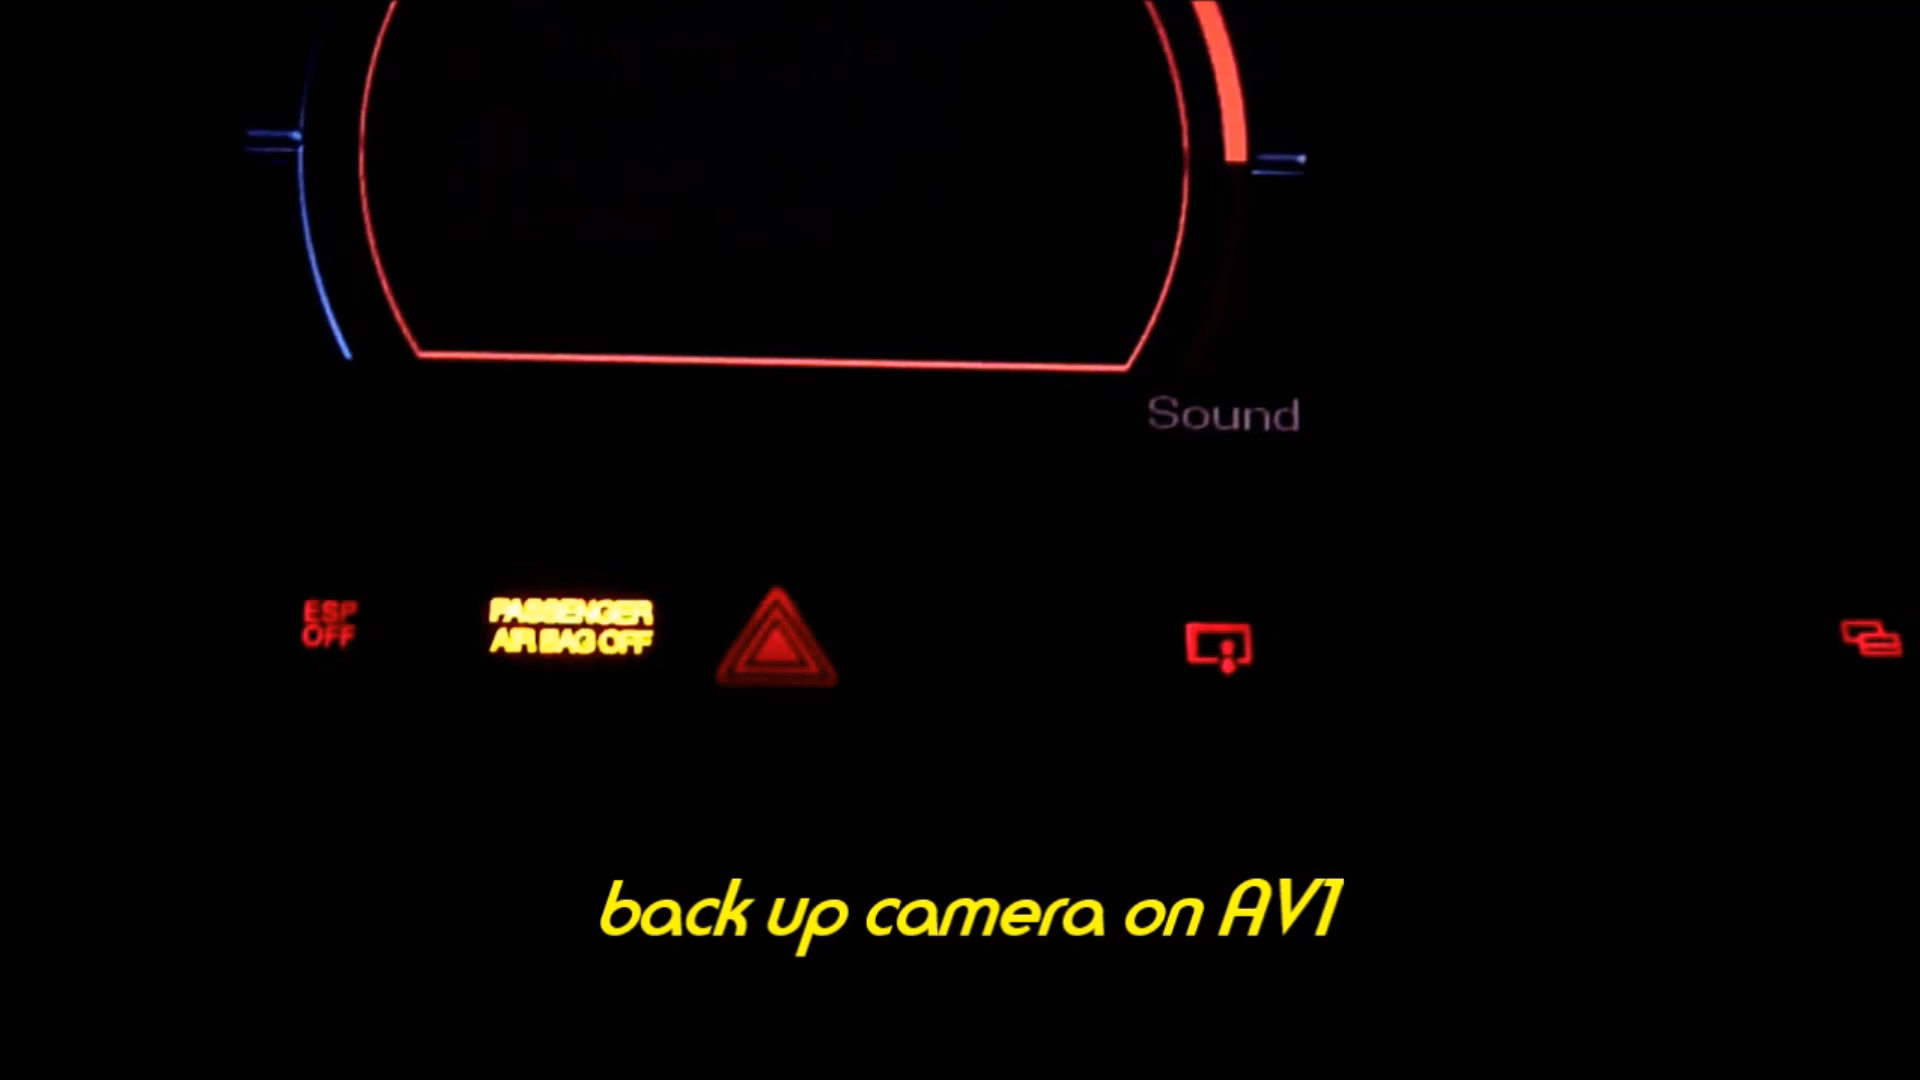 Sound
ESP
OFF
PASSENGER
AIR BAG OFF
back up camera on AV1